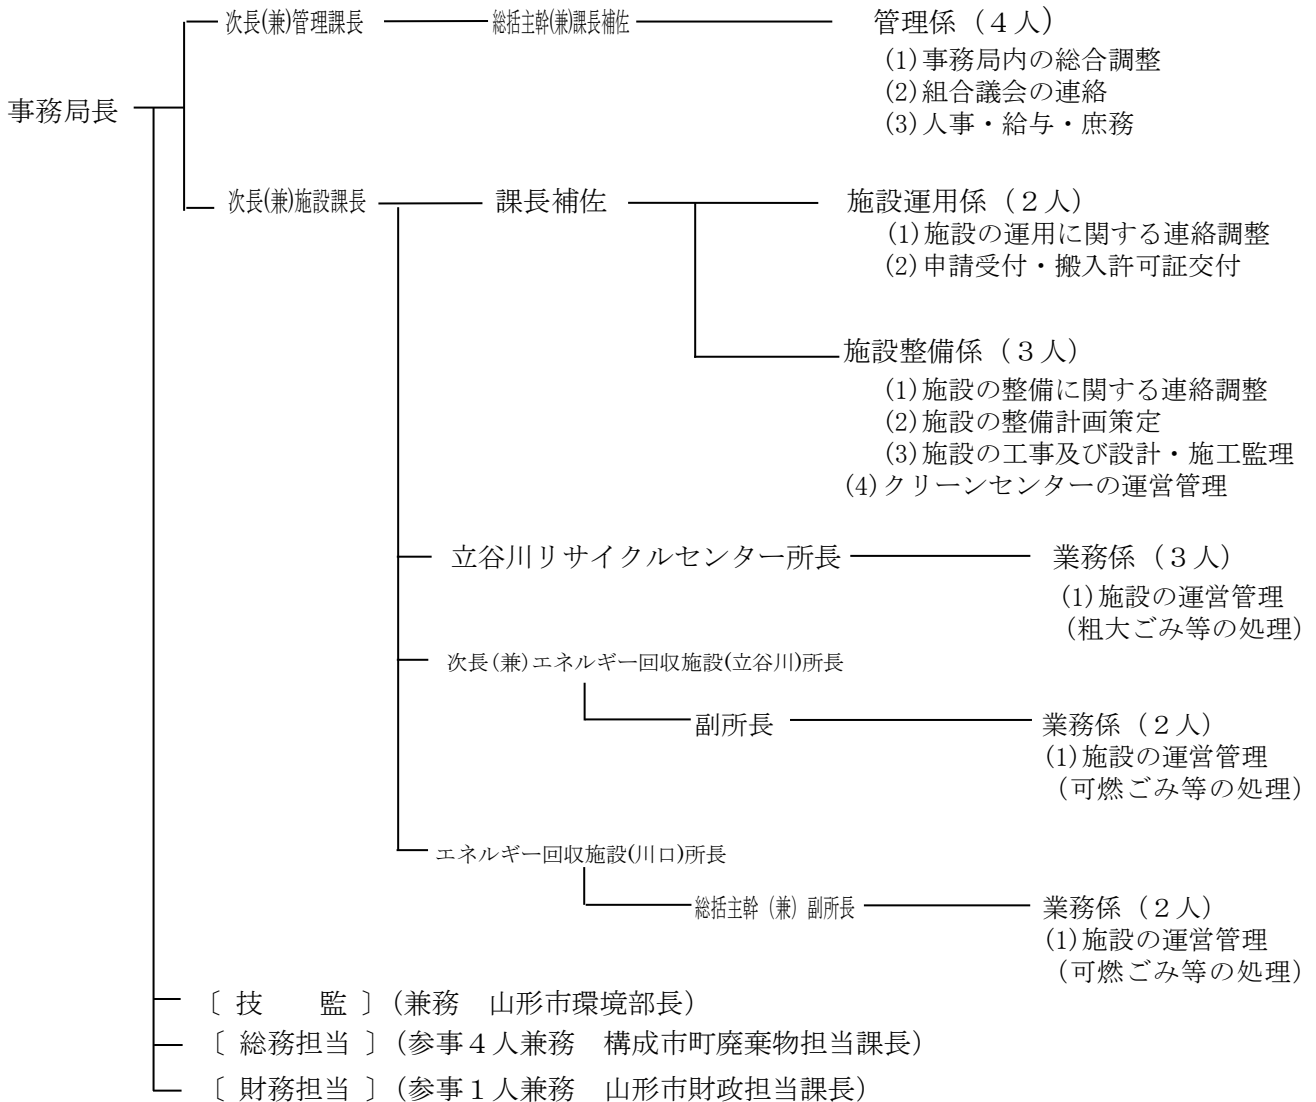 次長(兼)管理課長　総括主幹(兼)課長補佐　管理係（４人）
(1)事務局内の総合調整
(2)組合議会の連絡
(3)人事・給与・庶務
事務局長
次長(兼)施設課長　課長補佐　施設運用係（２人）
(1)施設の運用に関する連絡調整
(2)申請受付・搬入許可証交付
施設整備係（３人）
(1)施設の整備に関する連絡調整
(2)施設の整備計画策定
(3)施設の工事及び設計・施工監理
(4)クリーンセンターの運営管理
立谷川リサイクルセンター所長　業務係（３人）
(1)施設の運営管理
（粗大ごみ等の処理）
次長(兼)エネルギー回収施設(立谷川)所長
副所長　業務係（２人）
(1)施設の運営管理
（可燃ごみ等の処理）
エネルギー回収施設(川口)所長
総括主幹（兼）副所長　業務係（２人）
(1)施設の運営管理
（可燃ごみ等の処理）
〔 技　　監 〕（兼務　山形市環境部長）
〔 総務担当 〕（参事４人兼務　構成市町廃棄物担当課長）
〔 財務担当 〕（参事１人兼務　山形市財政担当課長）